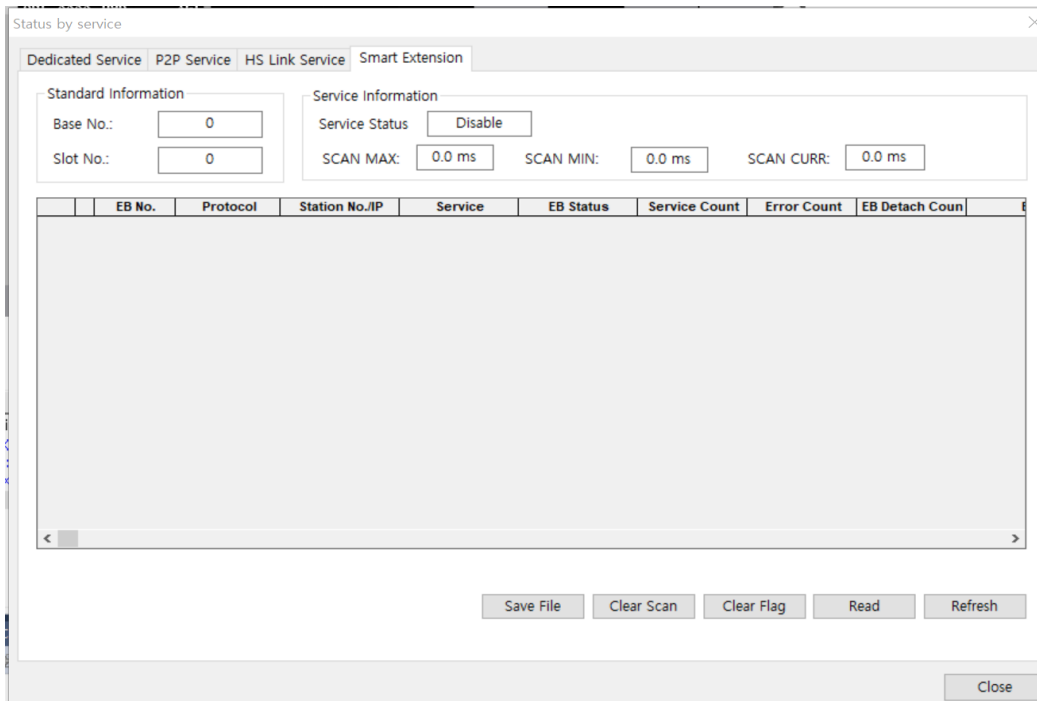 Status by service
Dedicated Service P2P Service HS Link Service Smart Extension
Standard Information
Base No.: 0
Slot No.: 0
Service Information
Service Status Disable
SCAN MAX: 0.0 ms SCAN MIN: 0.0 ms SCAN CURR: 0.0 ms
EB No. Protocol Station No./IP Service EB Status Service Count Error Count EB Detach Coun
Save File Clear Scan Clear Flag Read Refresh
Close